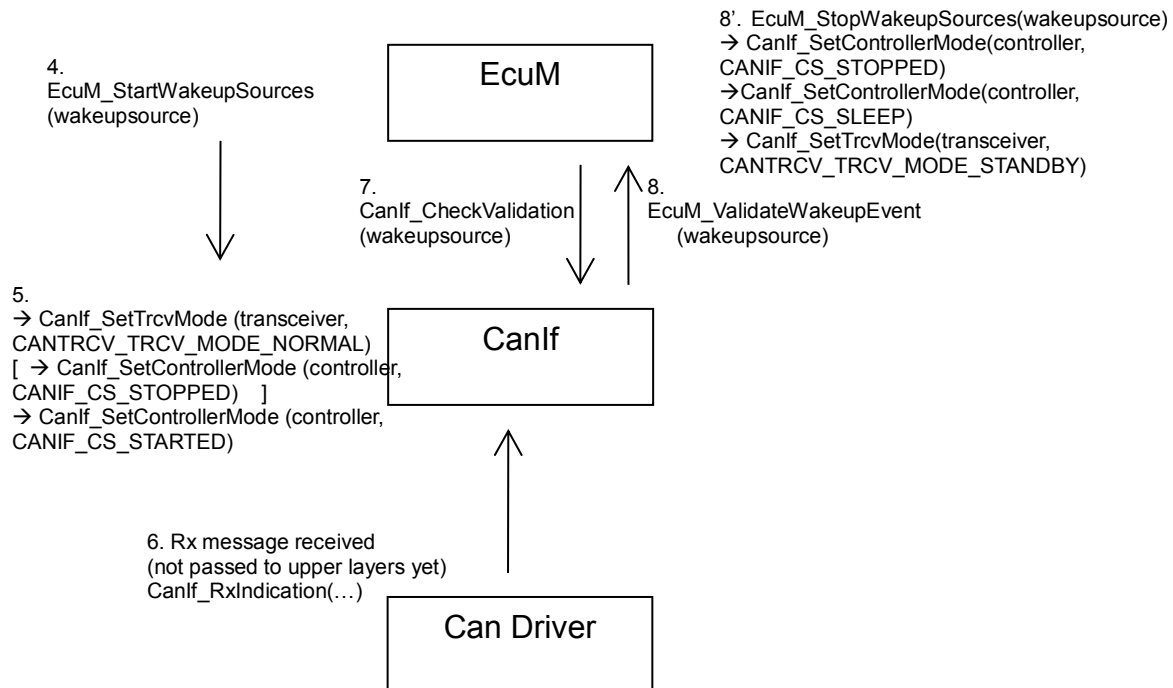 8’. EcuM_StopWakeupSources(wakeupsource)
→ CanIf_SetControllerMode(controller,
CANIF_CS_STOPPED)
→CanIf_SetControllerMode(controller,
CANIF_CS_SLEEP)
→ CanIf_SetTrcvMode(transceiver,
CANTRCV_TRCV_MODE_STANDBY)
EcuM
4.
EcuM_StartWakeupSources
(wakeupsource)
7.
CanIf_CheckValidation
(wakeupsource)
8.
EcuM_ValidateWakeupEvent
(wakeupsource)
5.
→ CanIf_SetTrcvMode (transceiver,
CANTRCV_TRCV_MODE_NORMAL)
[ → CanIf_SetControllerMode (controller,
CANIF_CS_STOPPED) ]
→ CanIf_SetControllerMode (controller,
CANIF_CS_STARTED)
CanIf
6. Rx message received
(not passed to upper layers yet)
CanIf_RxIndication(…)
Can Driver